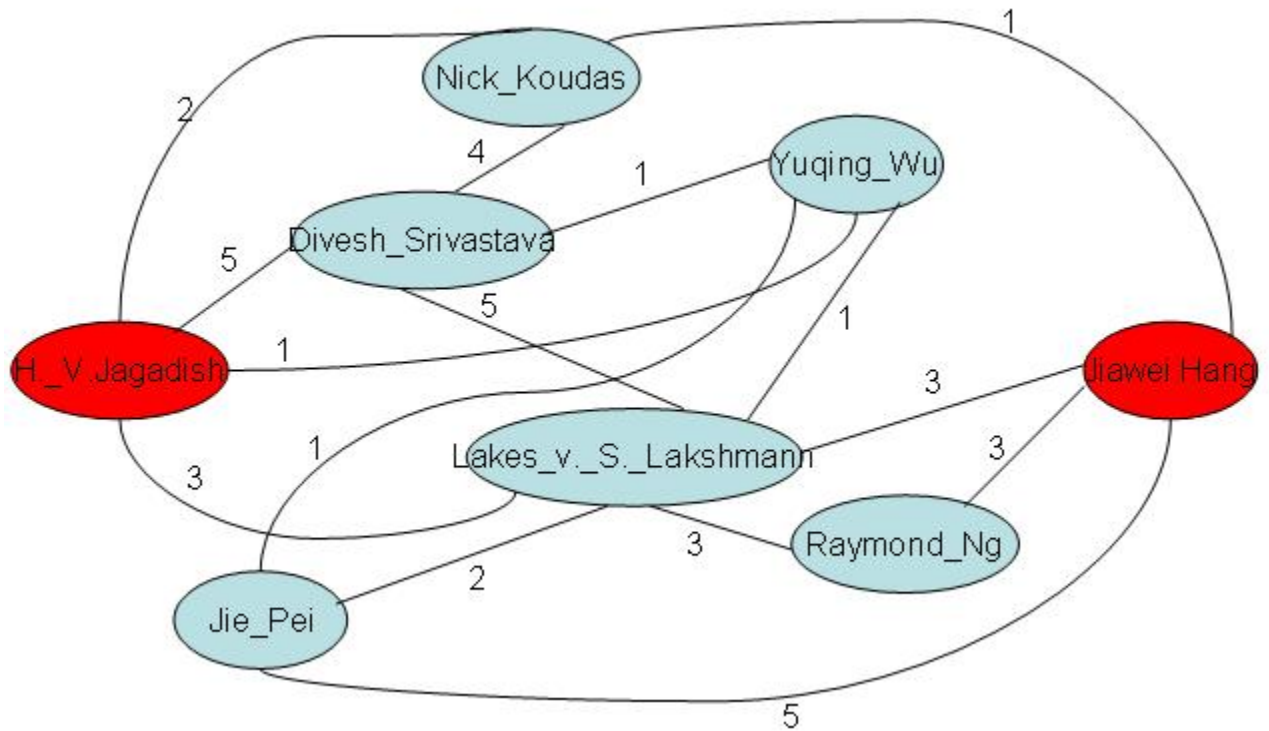 1
Nick_Koudas
2
4
Yuqing_Wu
1
Divesh_Srivastava
5
5
1
H._V.Jagadish
1
Jiawei Hang
3
1
Lakes_v._S._Lakshmann
3
3
Raymond_Ng
3
2
Jie_Pei
5